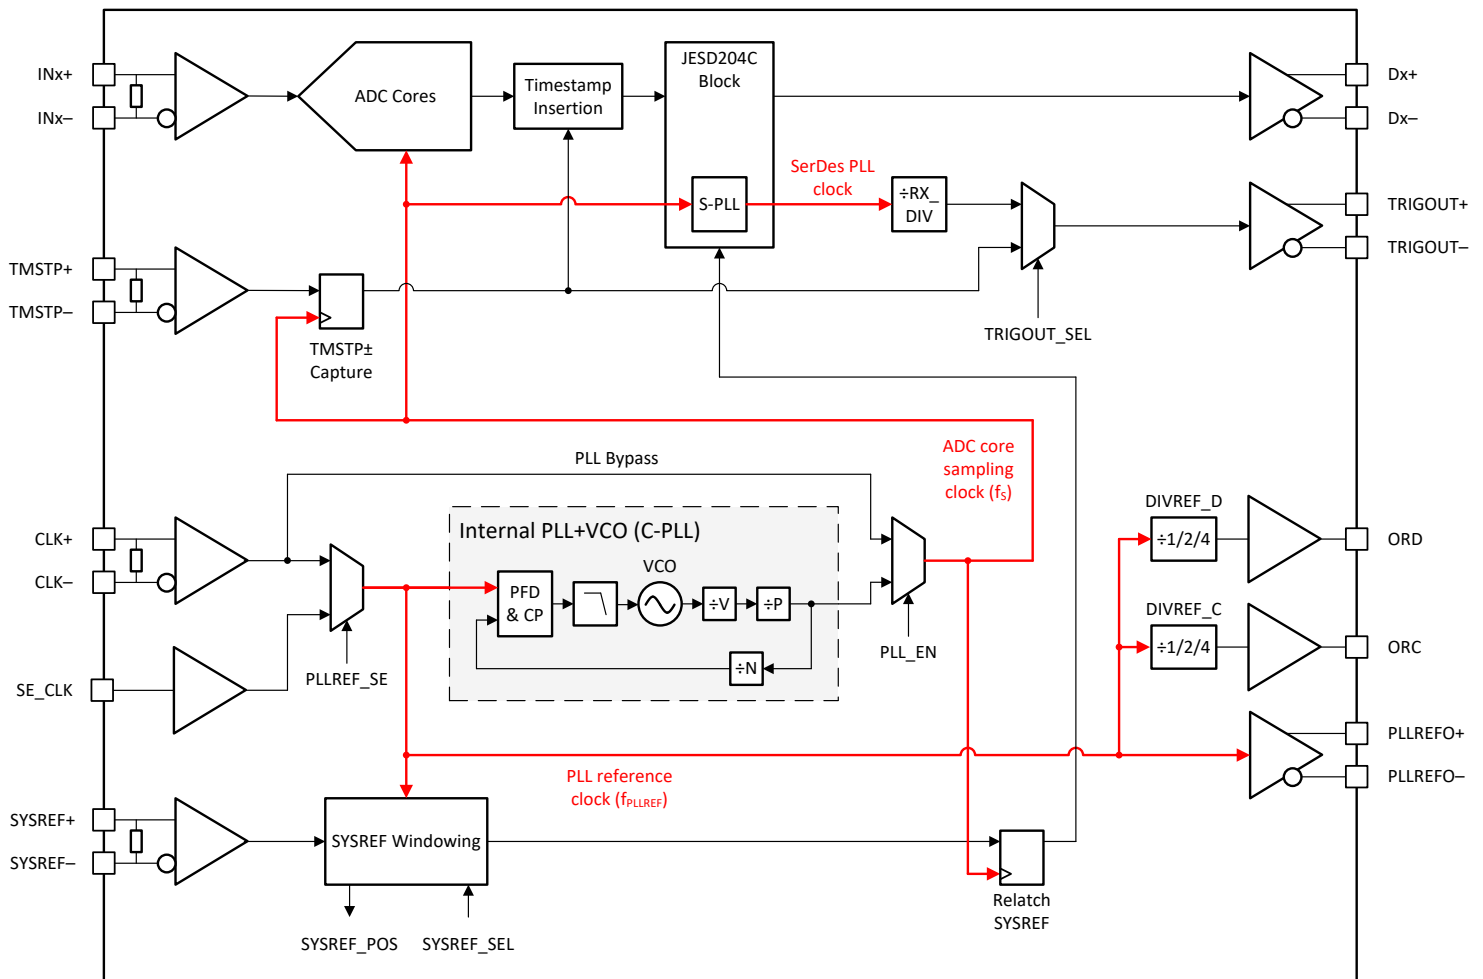 INx+
INx–
ADC Cores
Timestamp
Insertion
JESD204C
Block
Dx+
Dx–
SerDes PLL
clock
S-PLL
÷RX_
DIV
TRIGOUT+
TRIGOUT–
TMSTP+
TMSTP–
TMSTP±
Capture
TRIGOUT_SEL
ADC core
sampling
clock (fS)
PLL Bypass
CLK+
CLK–
Internal PLL+VCO (C-PLL)
VCO
PFD
& CP
÷V
÷P
÷N
PLL_EN
DIVREF_D
÷1/2/4
ORD
DIVREF_C
÷1/2/4
ORC
SE_CLK
PLLREF_SE
PLLREFO+
PLLREFO–
PLL reference
clock (fPLLREF)
SYSREF+
SYSREF–
SYSREF Windowing
Relatch
SYSREF
SYSREF_POS
SYSREF_SEL